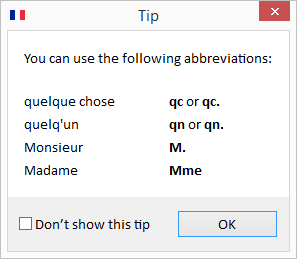 Tip
You can use the following abbreviations:
quelque chose qc or qc.
quelq'un qn or qn.
Monsieur M.
Madame Mme
Don't show this tip OK